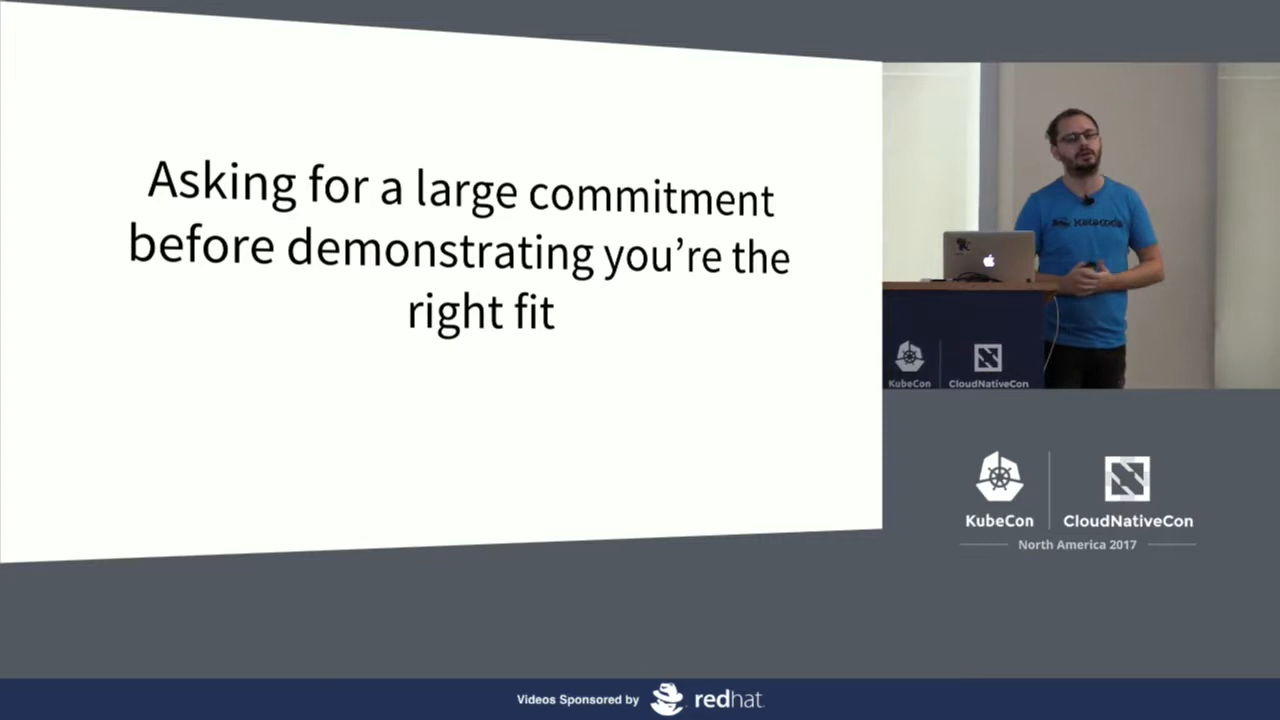 Asking for a large commitment
before demonstrating you’re the
right fit
katacoda
KubeCon
CloudNativeCon
KubeCon
CloudNativeCon
North America 2017
Videos Sponsored by
redhat.